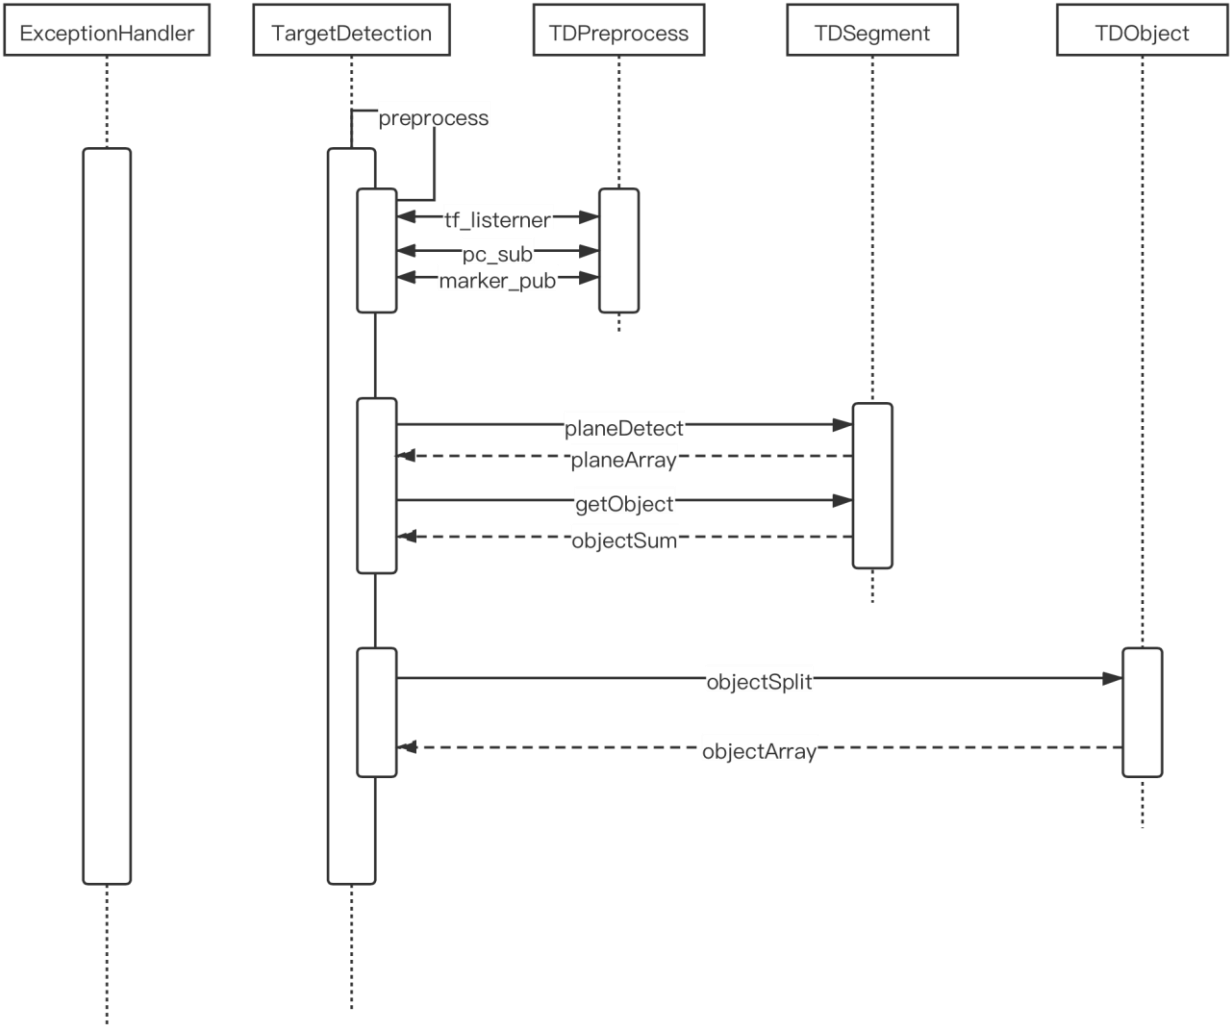 ExceptionHandler
TargetDetection
TDPreprocess
TDSegment
TDObject
preprocess
tf_listerner
pc_sub
marker_pub
planeDetect
planeArray
getObject
objectSum
objectSplit
objectArray